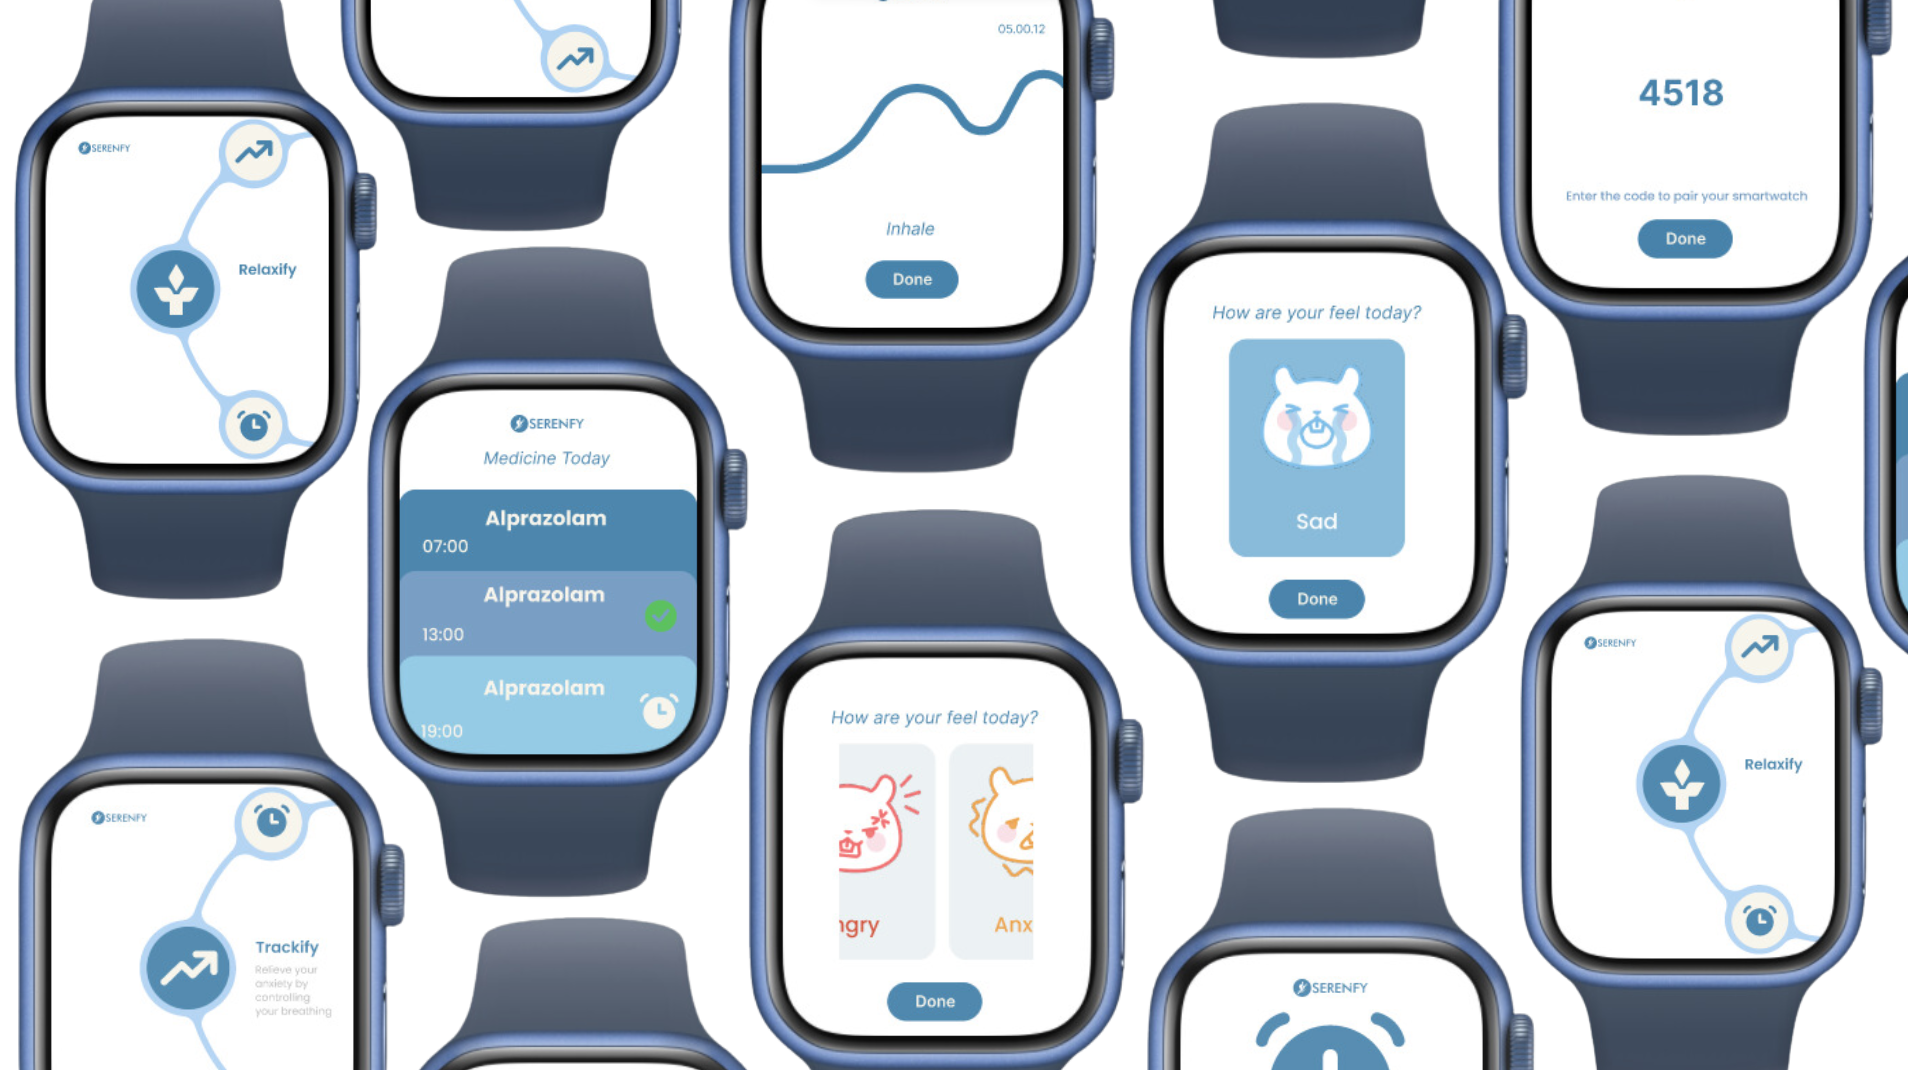 SERENFY
Relaxify
SERENFY
Trackify
Relieve your
anxiety by
controlling
your breathing
SERENFY
Medicine Today
Alprazolam
07:00
Alprazolam
13:00
Alprazolam
19:00
05.00.12
Inhale
Done
How are your feel today?
ngry
Anx
Done
How are your feel today?
Sad
Done
SERENFY
4518
Enter the code to pair your smartwatch
Done
SERENFY
Relaxify